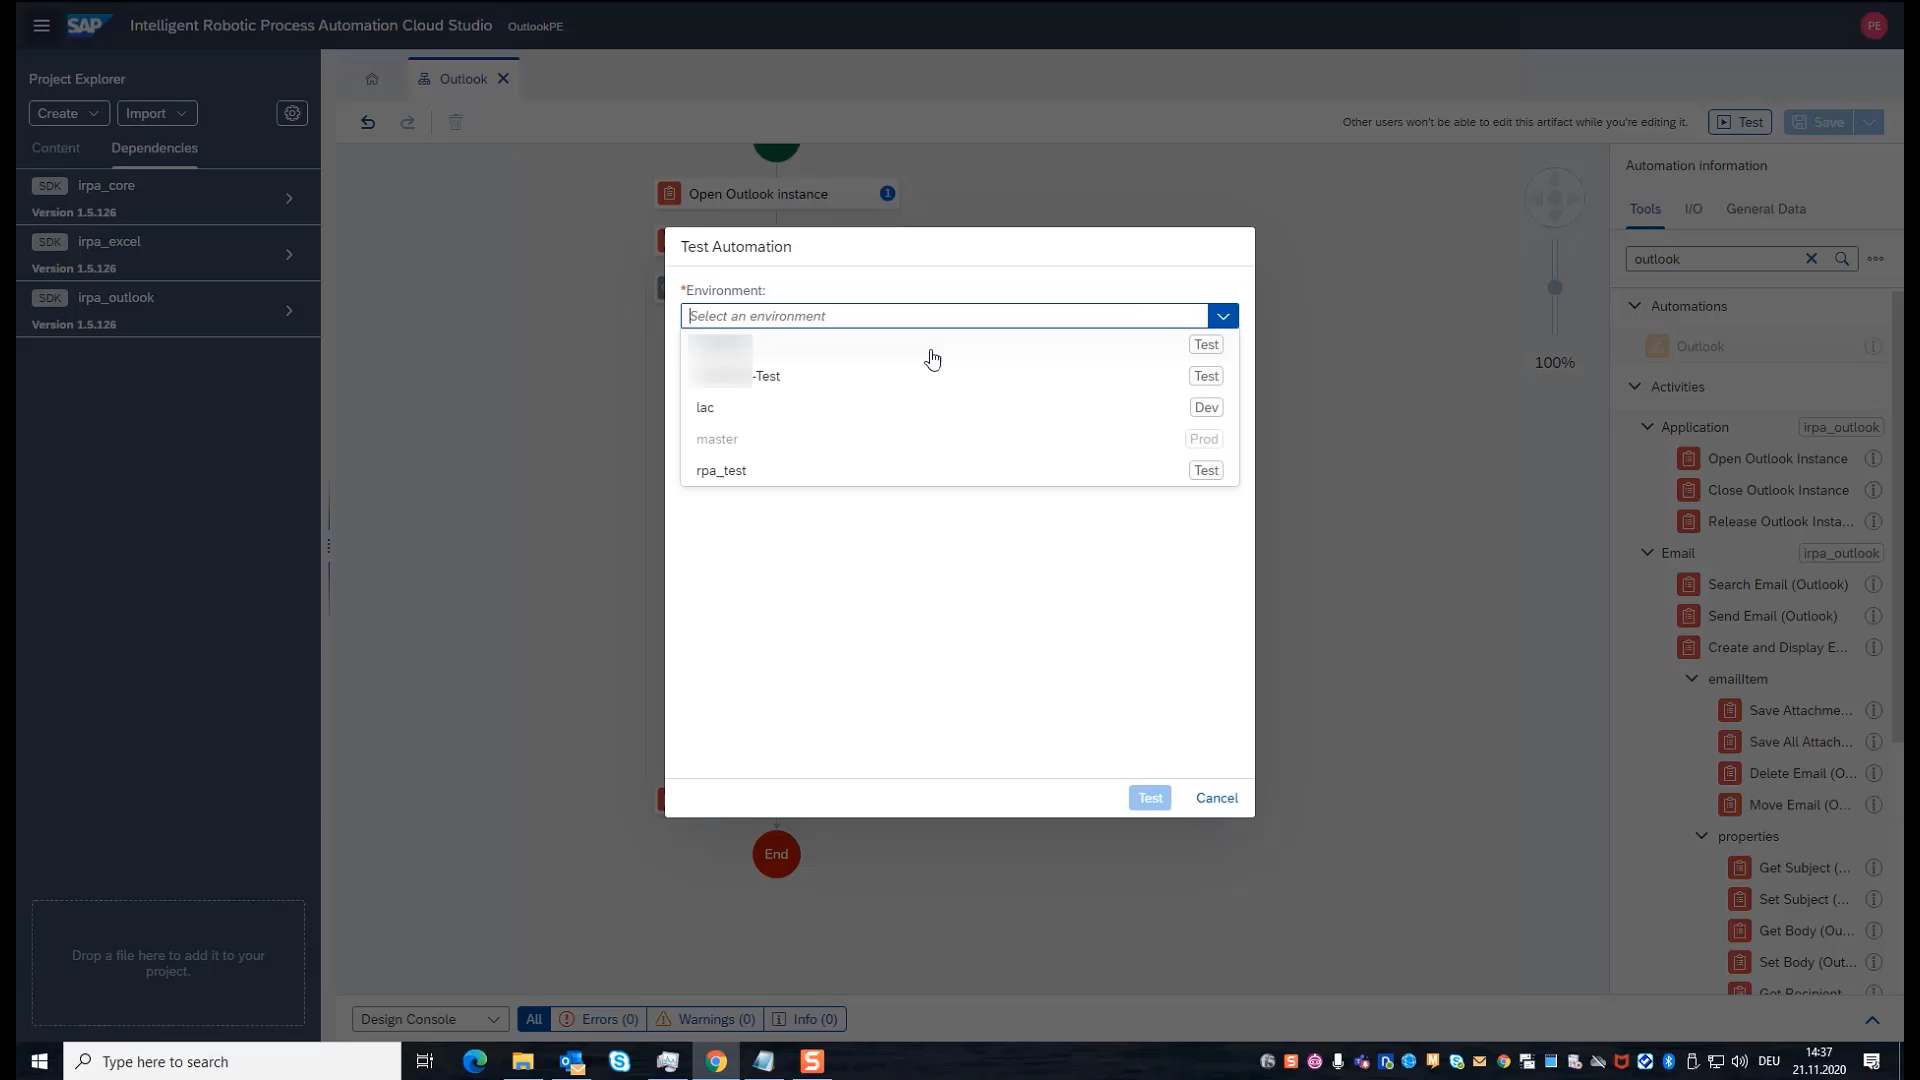 SAP Intelligent Robotic Process Automation Cloud Studio OutlookPE PE
Project Explorer
Create Import
Content Dependencies
SDK irpa_core
Version 1.5.126
SDK irpa_excel
Version 1.5.126
SDK irpa_outlook
Version 1.5.126
Drop a file here to add it to your
project.
Outlook
Other users won't be able to edit this artifact while you're editing it. Test Save
Open Outlook instance 1
End
100%
Test Automation
*Environment:
Select an environment
Test
-Test Test
lac Dev
master Prod
rpa_test Test
Test Cancel
Automation information
Tools I/O General Data
outlook
Automations
Outlook
Activities
Application irpa_outlook
Open Outlook Instance
Close Outlook Instance
Release Outlook Insta...
Email irpa_outlook
Search Email (Outlook)
Send Email (Outlook)
Create and Display E...
emailItem
Save Attachme...
Save All Attach...
Delete Email (O...
Move Email (O...
properties
Get Subject (...
Set Subject (...
Get Body (Ou...
Set Body (Out...
Get Recipient
Design Console All Errors (0) Warnings (0) Info (0)
Type here to search
DEU
14:37
21.11.2020